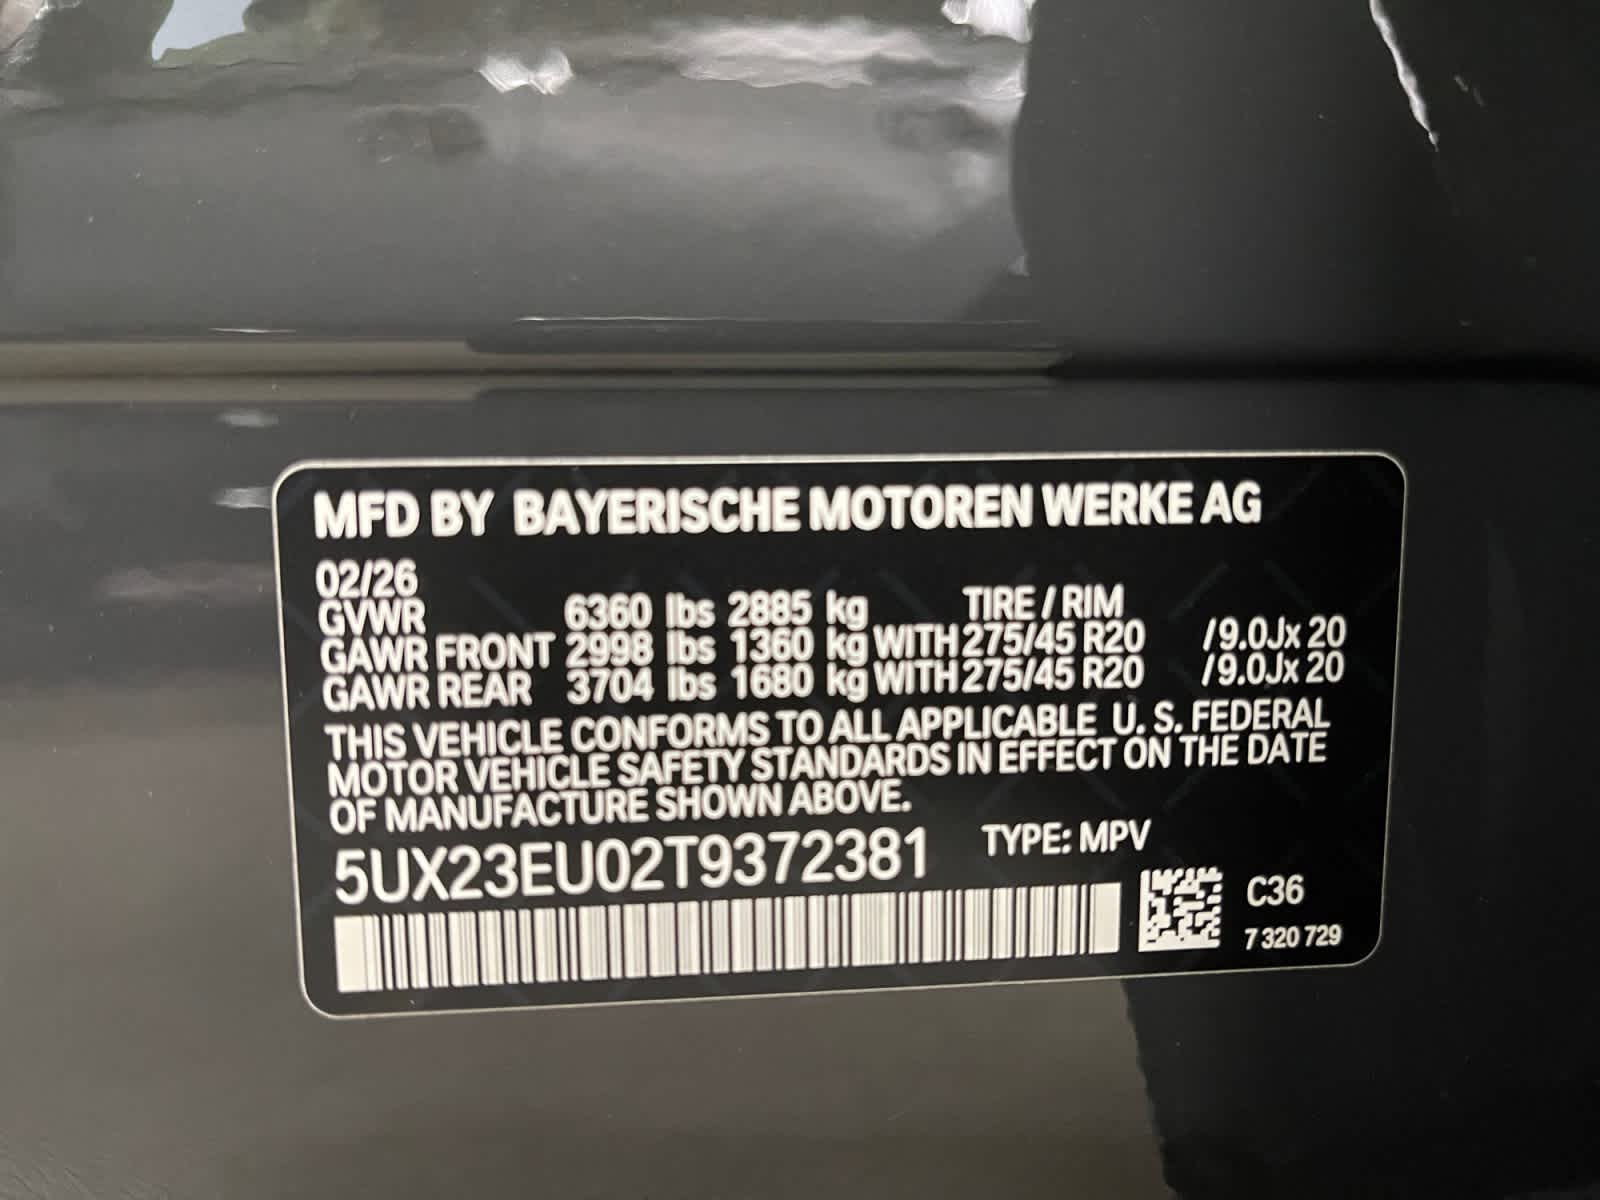 MFD BY BAYERISCHE MOTOREN WERKE AG
02/26
GVWR 6360 lbs 2885 kg TIRE / RIM
GAWR FRONT 2998 lbs 1360 kg WITH 275/45 R20 /9.0Jx 20
GAWR REAR 3704 lbs 1680 kg WITH 275/45 R20 /9.0Jx 20
THIS VEHICLE CONFORMS TO ALL APPLICABLE U. S. FEDERAL
MOTOR VEHICLE SAFETY STANDARDS IN EFFECT ON THE DATE
OF MANUFACTURE SHOWN ABOVE.
5UX23EU02T9372381 TYPE: MPV
C36
7 320 729